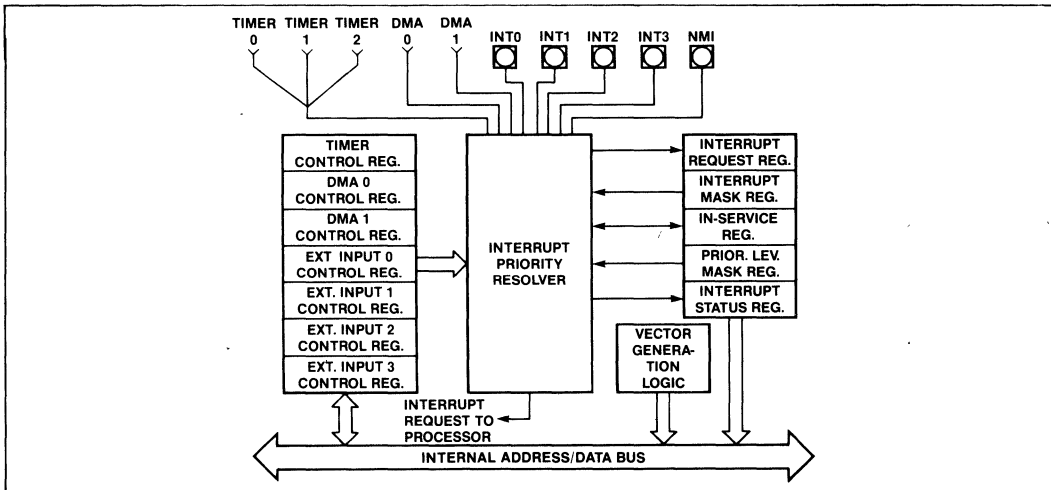 TIMER TIMER TIMER DMA DMA
0 1 2 0 1
INT0 INT1 INT2 INT3 NMI
TIMER
CONTROL REG.
DMA 0
CONTROL REG.
DMA 1
CONTROL REG.
EXT INPUT 0
CONTROL REG.
EXT. INPUT 1
CONTROL REG.
EXT. INPUT 2
CONTROL REG.
EXT. INPUT 3
CONTROL REG.
INTERRUPT
PRIORITY
RESOLVER
INTERRUPT
REQUEST REG.
INTERRUPT
MASK REG.
IN-SERVICE
REG.
PRIOR. LEV.
MASK REG.
INTERRUPT
STATUS REG.
VECTOR
GENERA-
TION
LOGIC
INTERRUPT
REQUEST TO
PROCESSOR
INTERNAL ADDRESS/DATA BUS